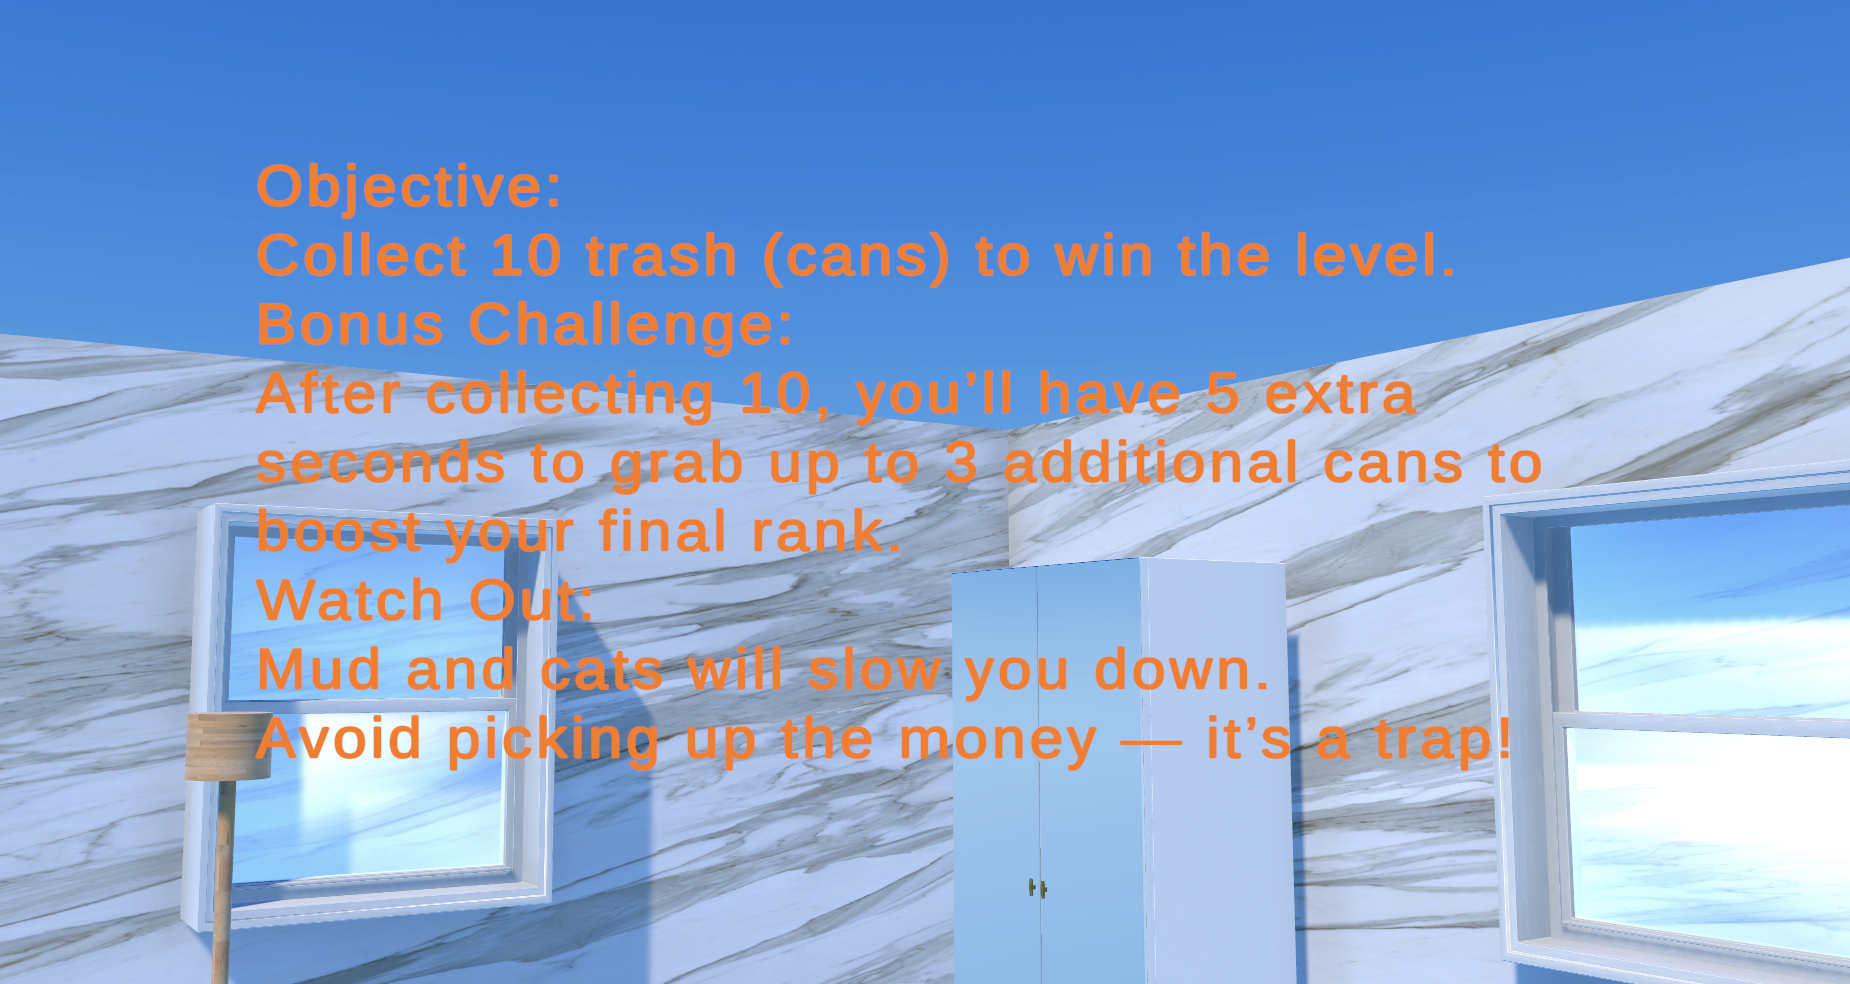 Objective:
Collect 10 trash (cans) to win the level.
Bonus Challenge:
After collecting 10, you’ll have 5 extra
seconds to grab up to 3 additional cans to
boost your final rank.
Watch Out:
Mud and cats will slow you down.
Avoid picking up the money — it’s a trap!